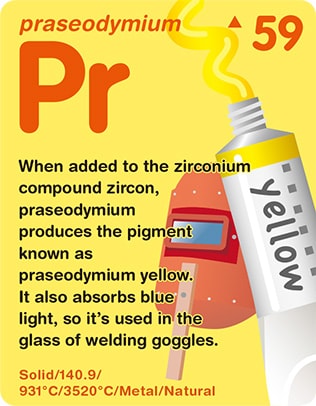 praseodymium
▲ 59
Pr
When added to the zirconium
compound zircon,
praseodymium
produces the pigment
known as
praseodymium yellow.
It also absorbs blue
light, so it's used in the
glass of welding goggles.
yellow
Solid/140.9/
931°C/3520°C/Metal/Natural